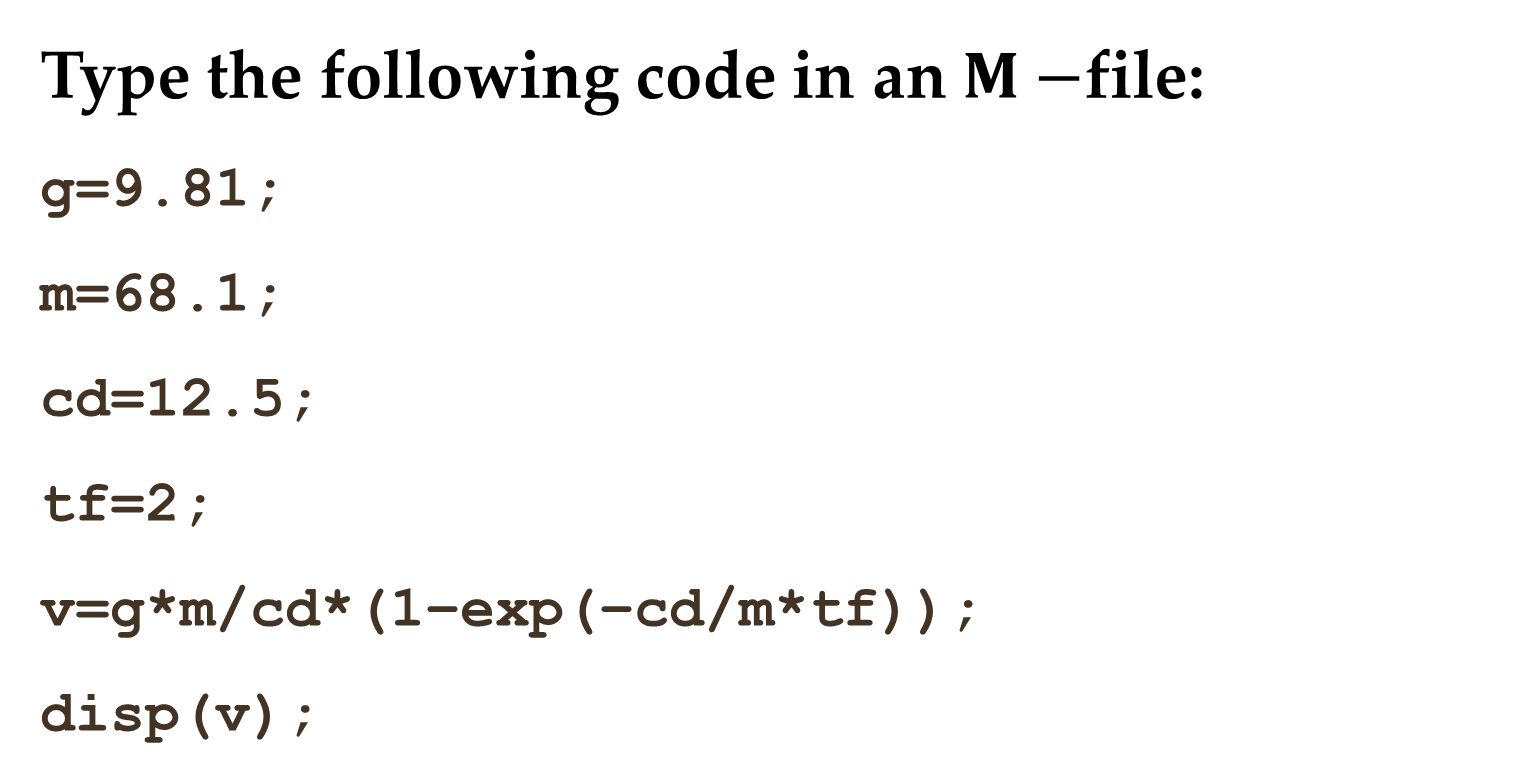 Type the following code in an M –file:
g=9.81;
m=68.1;
cd=12.5;
tf=2;
v=g*m/cd*(1-exp(-cd/m*tf));
disp(v);